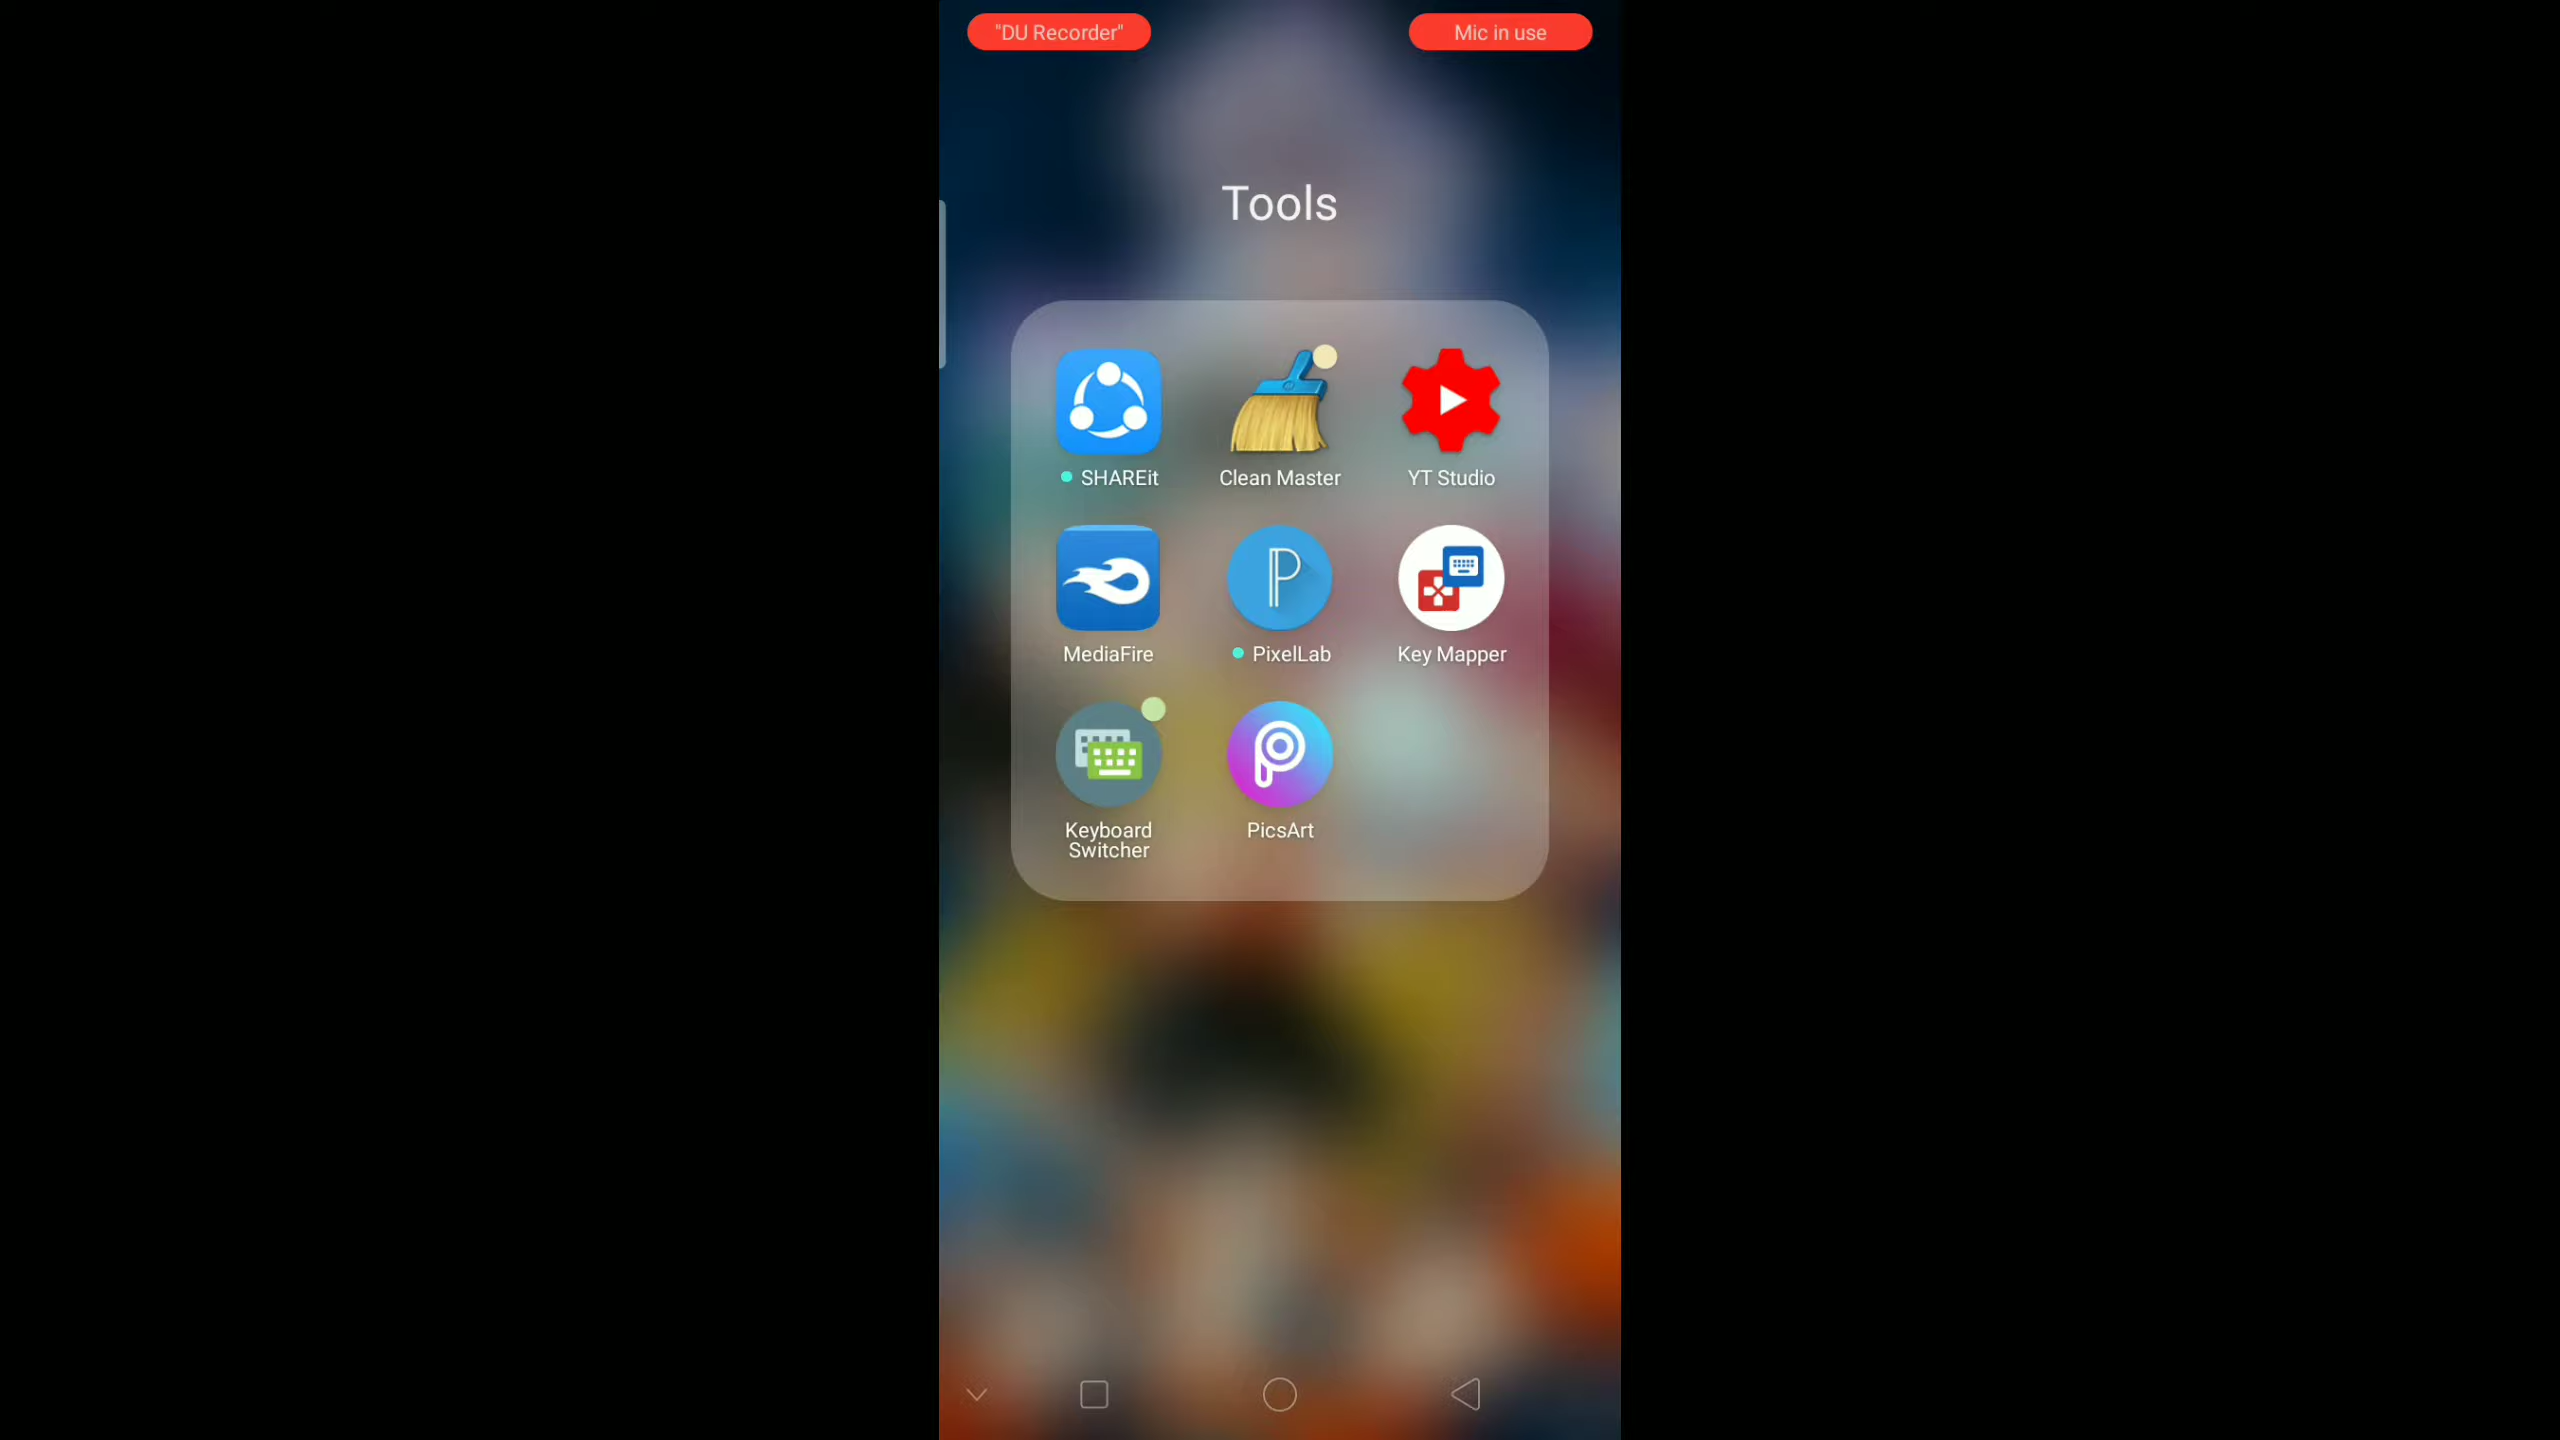 "DU Recorder"
Mic in use
Tools
SHAREit
Clean Master
YT Studio
MediaFire
PixelLab
Key Mapper
Keyboard
Switcher
PicsArt